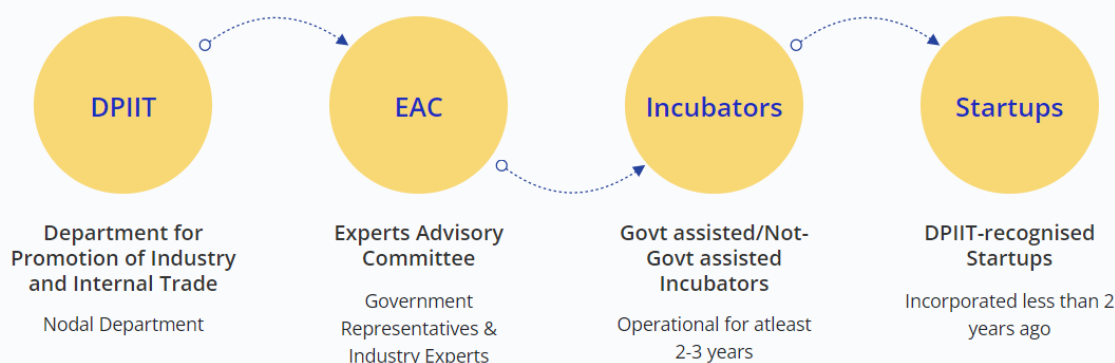 DPIIT
EAC
Incubators
Startups
Department for
Promotion of Industry
and Internal Trade
Nodal Department
Experts Advisory
Committee
Government
Representatives &
Industry Experts
Govt assisted/Not-
Govt assisted
Incubators
Operational for atleast
2-3 years
DPIIT-recognised
Startups
Incorporated less than 2
years ago